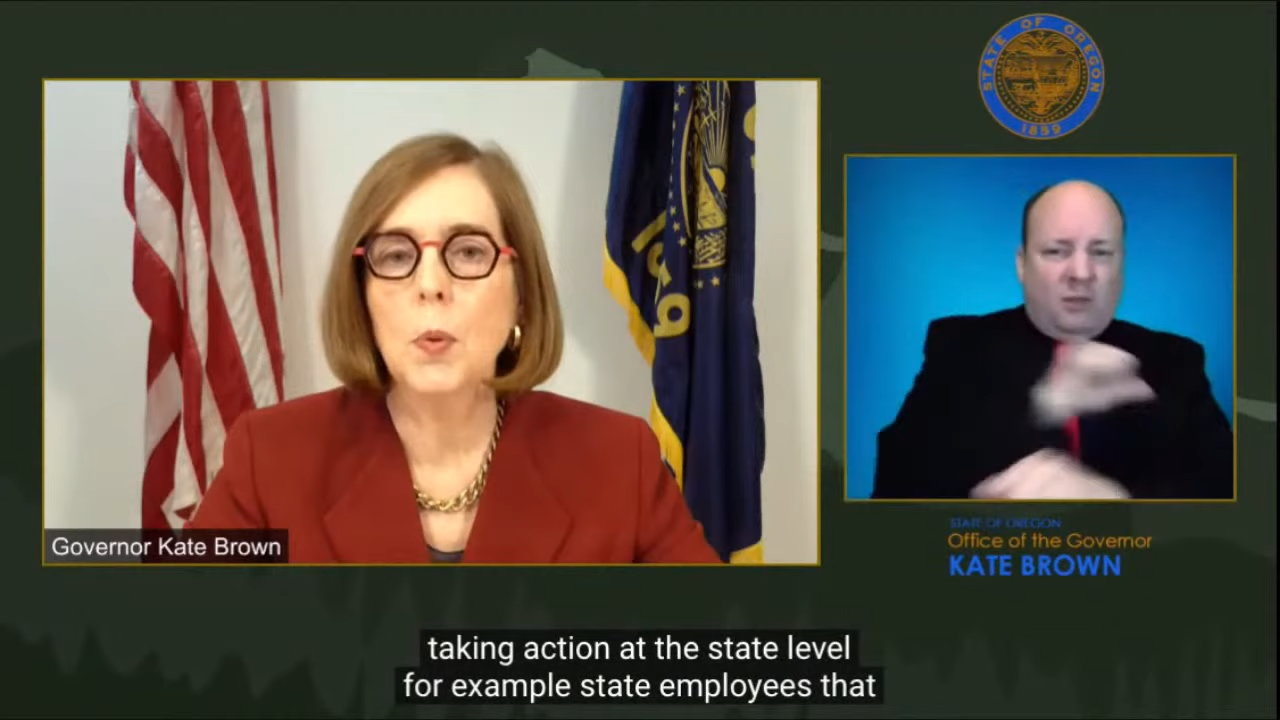 STATE OF OREGON
1859
1859
Governor Kate Brown
STATE OF OREGON
Office of the Governor
KATE BROWN
taking action at the state level
for example state employees that